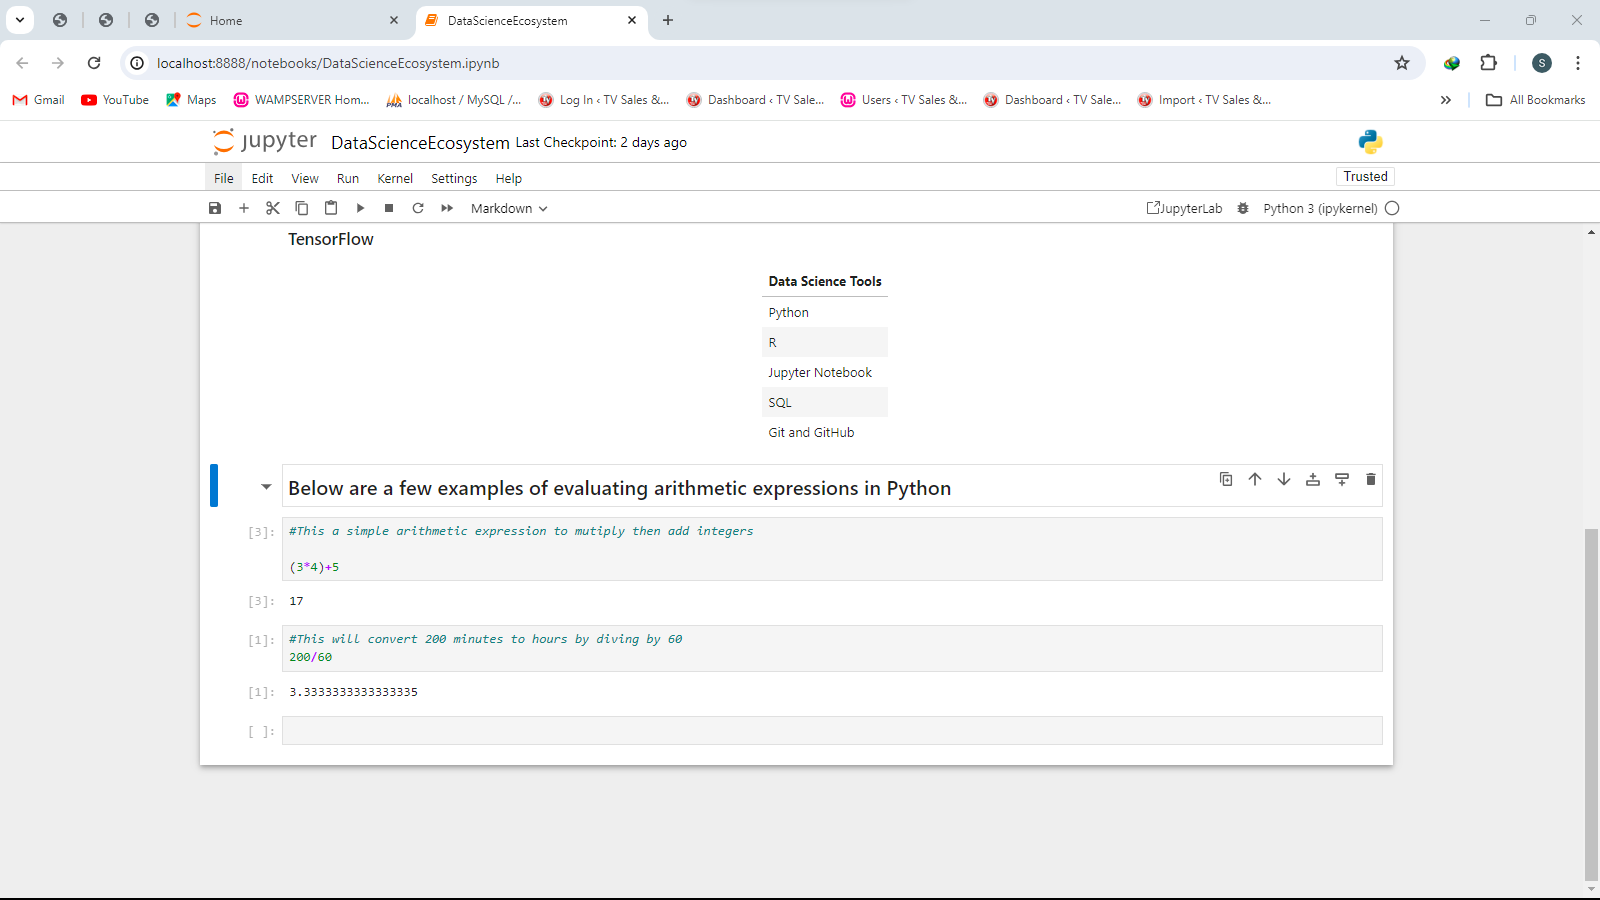 Home
DataScienceEcosystem
localhost:8888/notebooks/DataScienceEcosystem.ipynb
S
Gmail YouTube Maps WAMPSERVER Hom... localhost / MySQL /... Log In ‹ TV Sales &... Dashboard ‹ TV Sale... Users ‹ TV Sales &... Dashboard ‹ TV Sale... Import ‹ TV Sales &... All Bookmarks
jupyter DataScienceEcosystem Last Checkpoint: 2 days ago
File Edit View Run Kernel Settings Help Trusted
Markdown JupyterLab Python 3 (ipykernel)
TensorFlow
Data Science Tools
Python
R
Jupyter Notebook
SQL
Git and GitHub
Below are a few examples of evaluating arithmetic expressions in Python
[3]: #This a simple arithmetic expression to mutiply then add integers
(3*4)+5
[3]: 17
[1]: #This will convert 200 minutes to hours by diving by 60
200/60
[1]: 3.3333333333333335
[ ]: